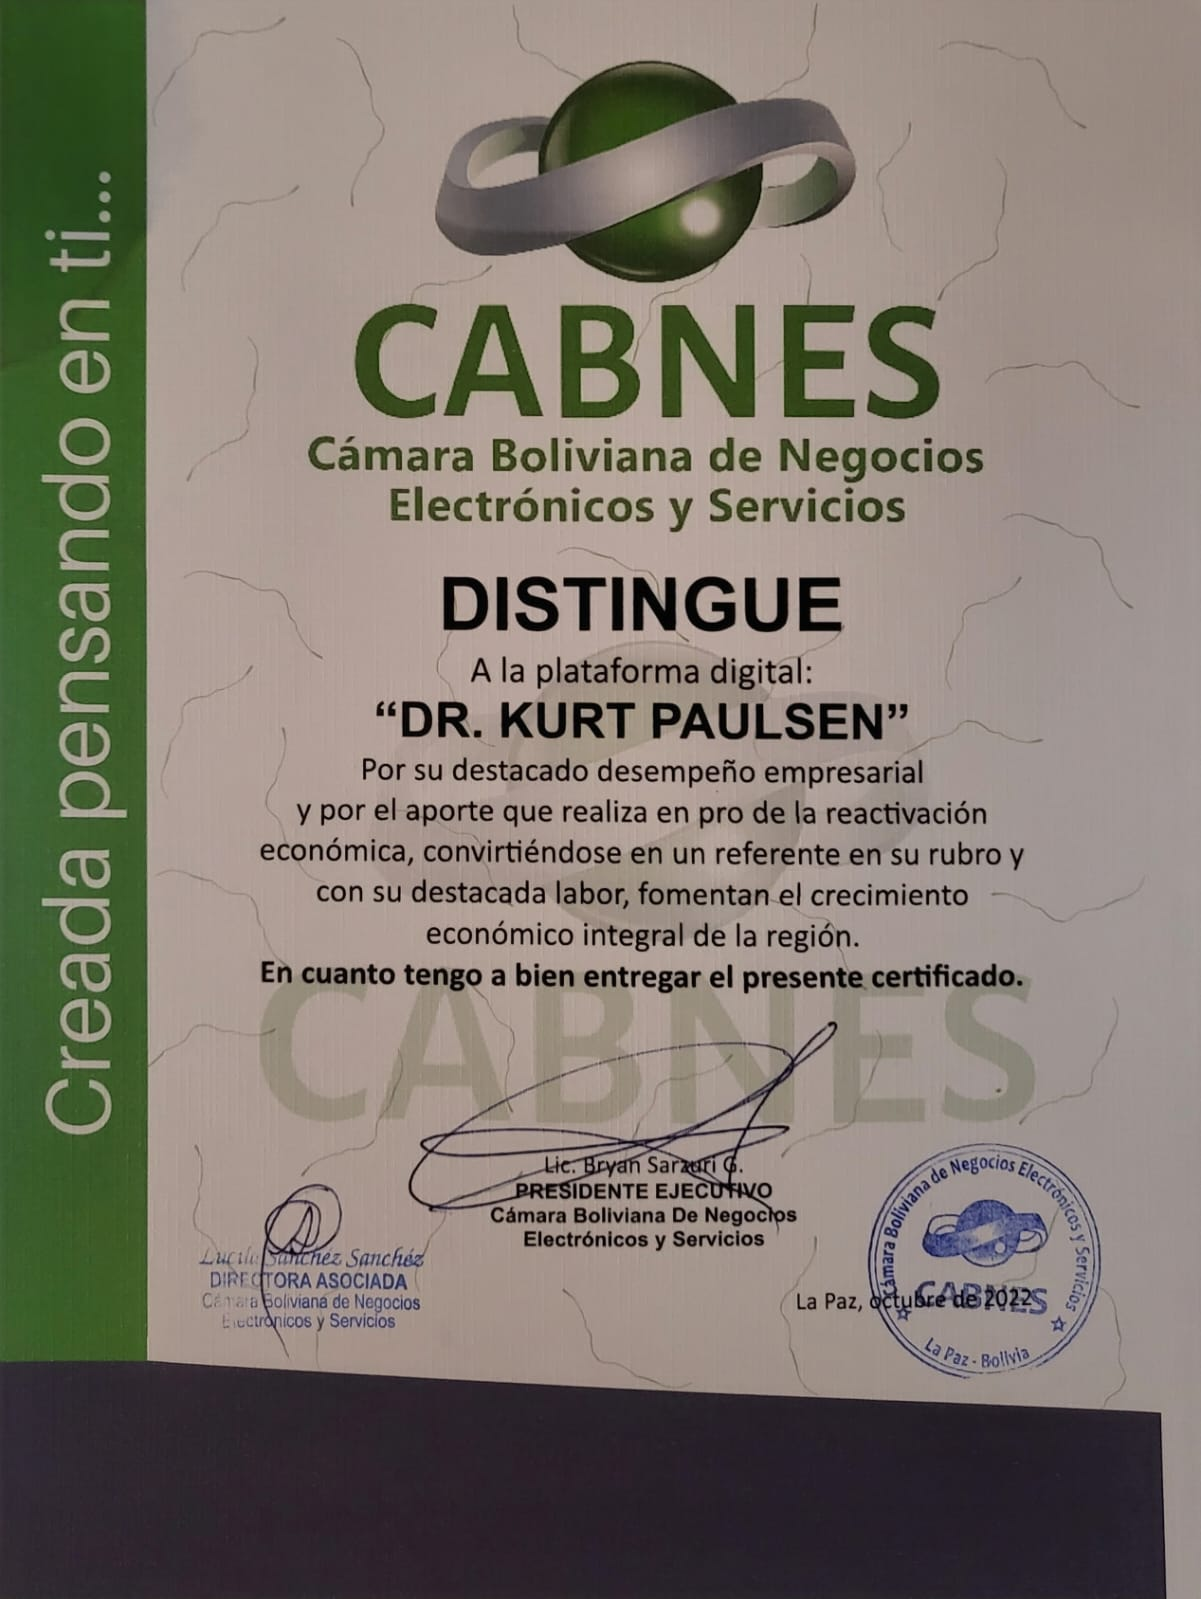 Creada pensando en ti...
CABNES
Cámara Boliviana de Negocios
Electrónicos y Servicios
DISTINGUE
A la plataforma digital:
“DR. KURT PAULSEN”
Por su destacado desempeño empresarial
y por el aporte que realiza en pro de la reactivación
económica, convirtiéndose en un referente en su rubro y
con su destacada labor, fomentan el crecimiento
económico integral de la región.
En cuanto tengo a bien entregar el presente certificado.
CABNES
Lic. Bryan Sarzuri G.
PRESIDENTE EJECUTIVO
Cámara Boliviana De Negocios
Electrónicos y Servicios
Lucila Sánchez Sanchéz
DIRECTORA ASOCIADA
Cámara Boliviana de Negocios
Electrónicos y Servicios
La Paz, octubre de 2022
Cámara Boliviana de Negocios Electrónicos y Servicios
CABNES
La Paz - Bolivia